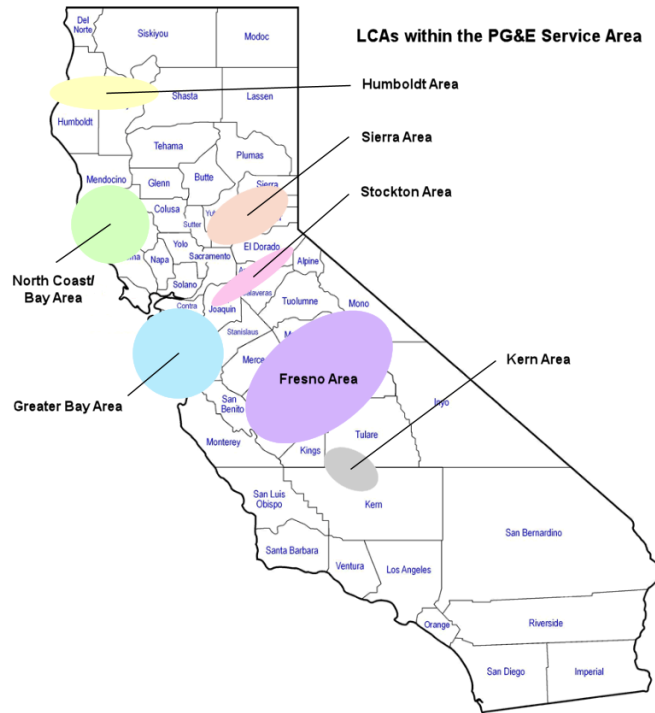 LCAs within the PG&E Service Area
Del
Norte
Siskiyou
Modoc
Humboldt Area
Shasta
Lassen
Humboldt
Sierra Area
Tehama
Plumas
Stockton Area
Mendocino
Glenn
Butte
Sierra
Colusa
Sutter
Yolo
El Dorado
Napa
Sacramento
Alpine
North Coast/
Bay Area
Solano
Contra
Joaquin
Tuolumne
Mono
Stanislaus
Kern Area
Merce
Fresno Area
Greater Bay Area
San
Benito
Inyo
Tulare
Monterey
Kings
San Luis
Obispo
Kern
San Bernardino
Santa Barbara
Ventura
Los Angeles
Orange
Riverside
San Diego
Imperial